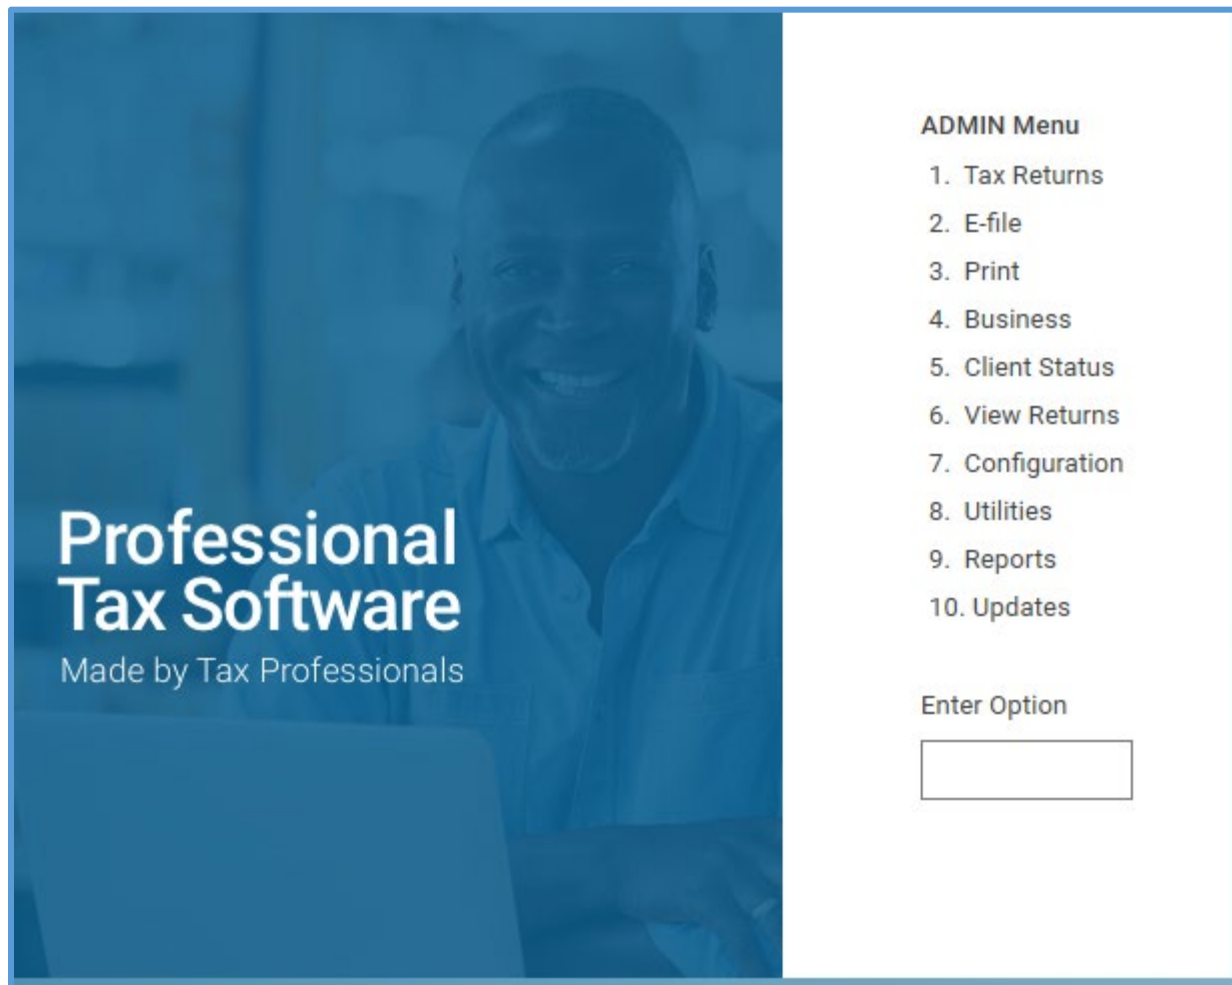 Professional
Tax Software
Made by Tax Professionals
ADMIN Menu
1. Tax Returns
2. E-file
3. Print
4. Business
5. Client Status
6. View Returns
7. Configuration
8. Utilities
9. Reports
10. Updates
Enter Option